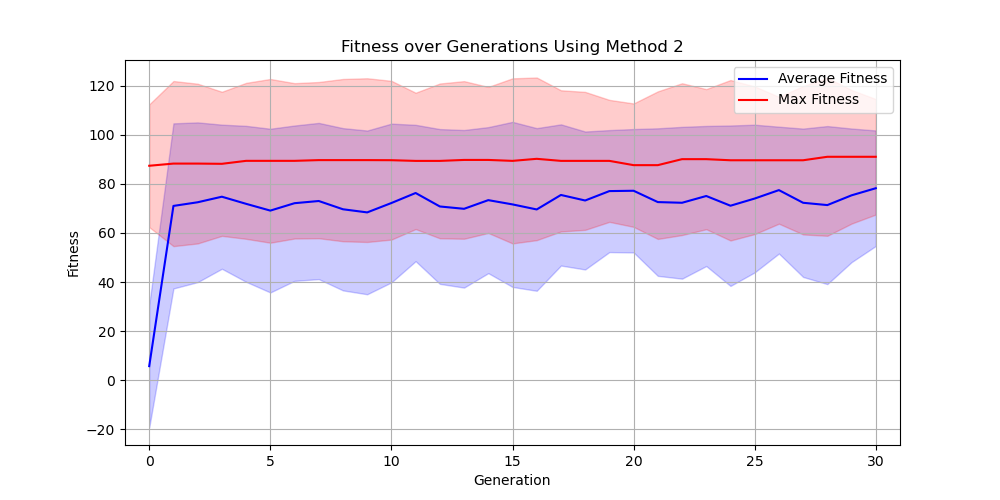 Fitness over Generations Using Method 2
Average Fitness
Max Fitness
120
100
80
60
40
20
0
−20
Fitness
0 5 10 15 20 25 30
Generation